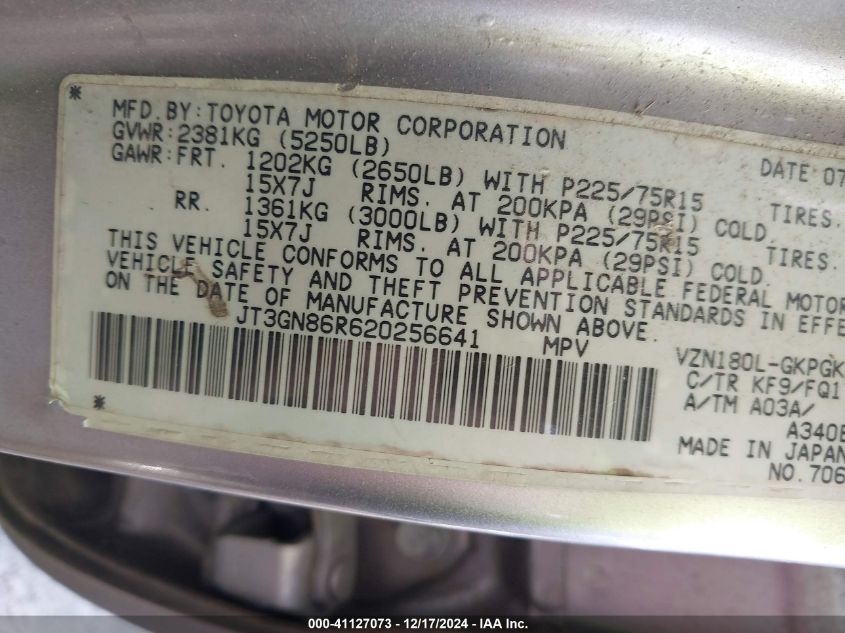 *
MFD.BY:TOYOTA MOTOR CORPORATION DATE 07
GVWR:2381KG (5250LB)
GAWR:FRT. 1202KG (2650LB) WITH P225/75R15 TIRES.
15X7J RIMS. AT 200KPA (29PSI) COLD.
RR. 1361KG (3000LB) WITH P225/75R15 TIRES.
15X7J RIMS. AT 200KPA (29PSI) COLD.
THIS VEHICLE CONFORMS TO ALL APPLICABLE FEDERAL MOTOR
VEHICLE SAFETY AND THEFT PREVENTION STANDARDS IN EFFE
ON THE DATE OF MANUFACTURE SHOWN ABOVE.
JT3GN86R620256641 MPV
VZN180L-GKPGK
C/TR KF9/FQ1
A/TM A03A/
A340E
MADE IN JAPAN
NO.706
*
000-41127073 - 12/17/2024 - IAA Inc.